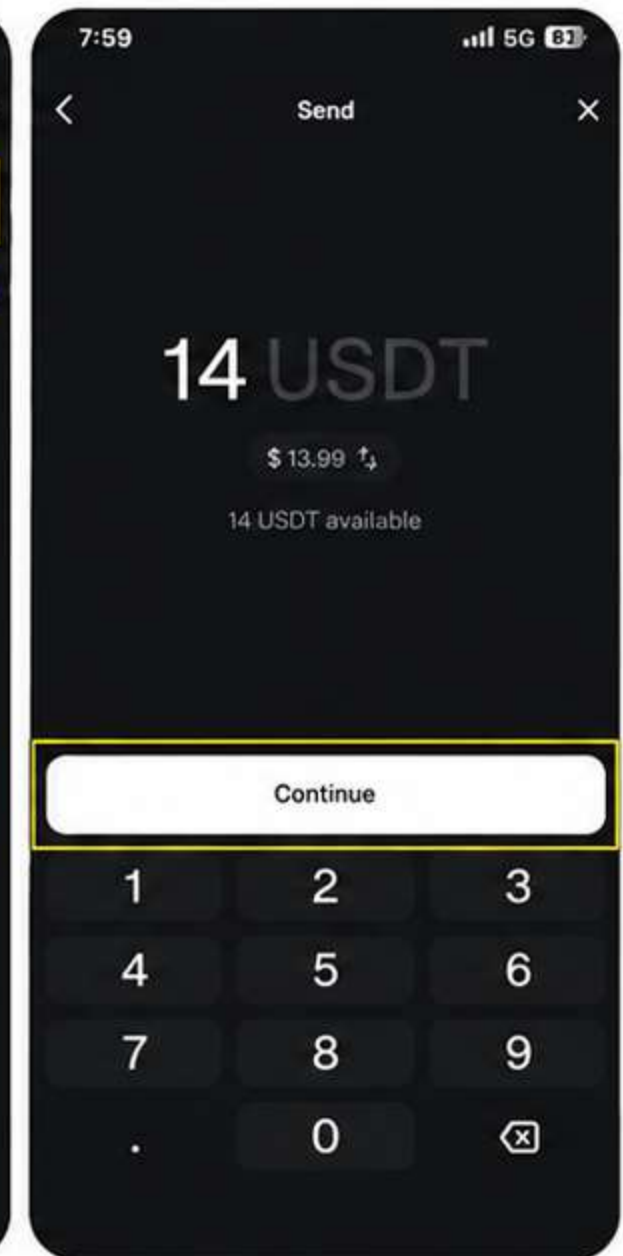 7:59 5G 81
Send
14 USDT
$ 13.99
14 USDT available
Continue
1 2 3
4 5 6
7 8 9
. 0